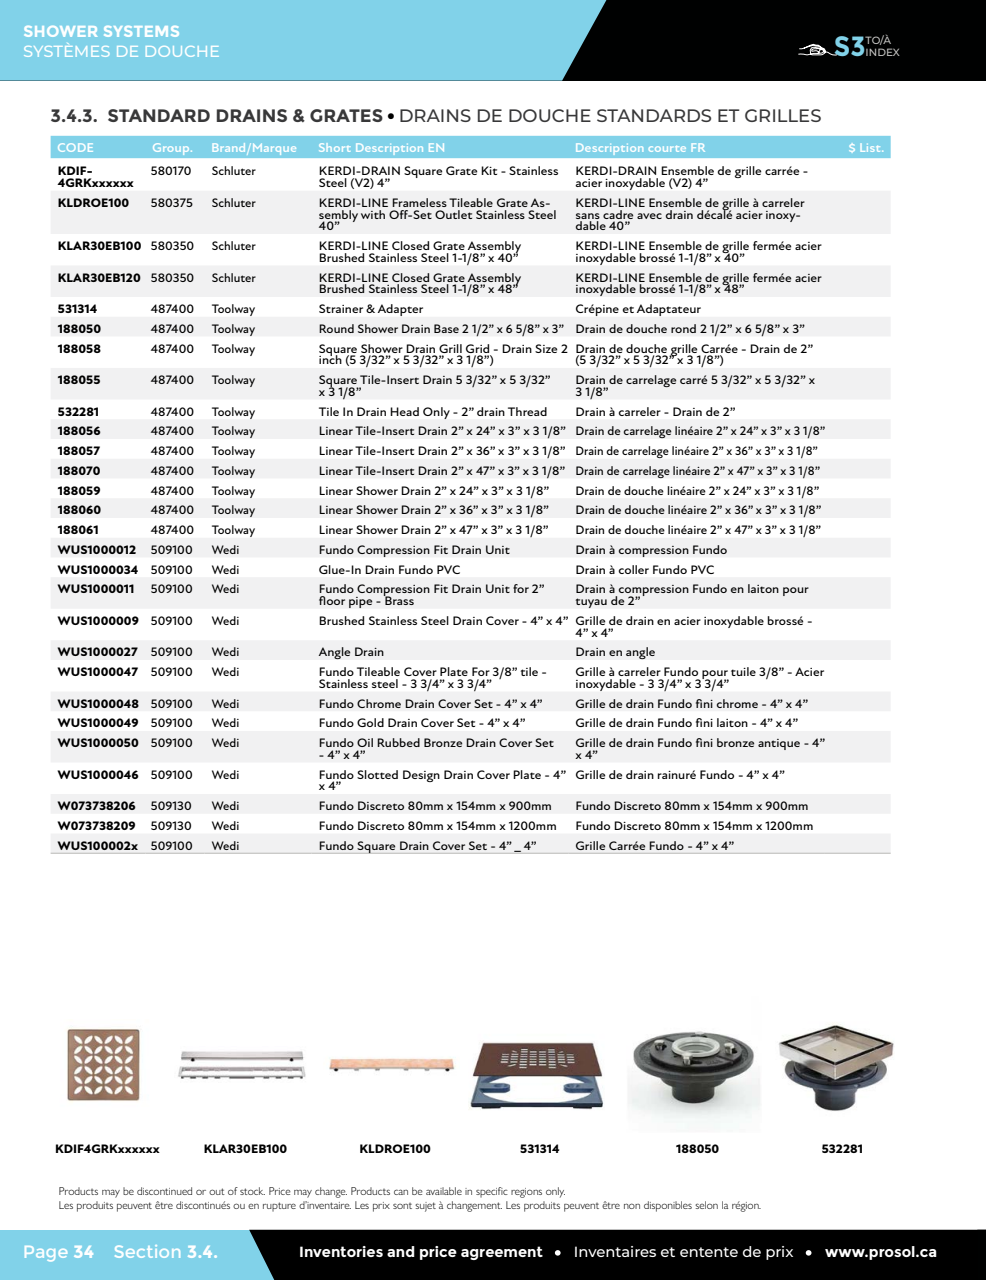 SHOWER SYSTEMS
SYSTÈMES DE DOUCHE
S3 TO/À INDEX
3.4.3. STANDARD DRAINS & GRATES • DRAINS DE DOUCHE STANDARDS ET GRILLES
CODE Group. Brand/Marque Short Description EN Description courte FR $ List.
KDIF- 580170 Schluter KERDI-DRAIN Square Grate Kit - Stainless KERDI-DRAIN Ensemble de grille carrée -
4GRKxxxxxx Steel (V2) 4” acier inoxydable (V2) 4”
KLDROE100 580375 Schluter KERDI-LINE Frameless Tileable Grate As- KERDI-LINE Ensemble de grille à carreler
sembly with Off-Set Outlet Stainless Steel sans cadre avec drain décalé acier inoxy-
40” dable 40”
KLAR30EB100 580350 Schluter KERDI-LINE Closed Grate Assembly KERDI-LINE Ensemble de grille fermée acier
Brushed Stainless Steel 1-1/8” x 40” inoxydable brossé 1-1/8” x 40”
KLAR30EB120 580350 Schluter KERDI-LINE Closed Grate Assembly KERDI-LINE Ensemble de grille fermée acier
Brushed Stainless Steel 1-1/8” x 48” inoxydable brossé 1-1/8” x 48”
531314 487400 Toolway Strainer & Adapter Crépine et Adaptateur
188050 487400 Toolway Round Shower Drain Base 2 1/2” x 6 5/8” x 3” Drain de douche rond 2 1/2” x 6 5/8” x 3”
188058 487400 Toolway Square Shower Drain Grill Grid - Drain Size 2 Drain de douche grille Carrée - Drain de 2”
inch (5 3/32” x 5 3/32” x 3 1/8”) (5 3/32” x 5 3/32” x 3 1/8”)
188055 487400 Toolway Square Tile-Insert Drain 5 3/32” x 5 3/32” Drain de carrelage carré 5 3/32” x 5 3/32” x
x 3 1/8” 3 1/8”
532281 487400 Toolway Tile In Drain Head Only - 2” drain Thread Drain à carreler - Drain de 2”
188056 487400 Toolway Linear Tile-Insert Drain 2” x 24” x 3” x 3 1/8” Drain de carrelage linéaire 2” x 24” x 3” x 3 1/8”
188057 487400 Toolway Linear Tile-Insert Drain 2” x 36” x 3” x 3 1/8” Drain de carrelage linéaire 2” x 36” x 3” x 3 1/8”
188070 487400 Toolway Linear Tile-Insert Drain 2” x 47” x 3” x 3 1/8” Drain de carrelage linéaire 2” x 47” x 3” x 3 1/8”
188059 487400 Toolway Linear Shower Drain 2” x 24” x 3” x 3 1/8” Drain de douche linéaire 2” x 24” x 3” x 3 1/8”
188060 487400 Toolway Linear Shower Drain 2” x 36” x 3” x 3 1/8” Drain de douche linéaire 2” x 36” x 3” x 3 1/8”
188061 487400 Toolway Linear Shower Drain 2” x 47” x 3” x 3 1/8” Drain de douche linéaire 2” x 47” x 3” x 3 1/8”
WUS1000012 509100 Wedi Fundo Compression Fit Drain Unit Drain à compression Fundo
WUS1000034 509100 Wedi Glue-In Drain Fundo PVC Drain à coller Fundo PVC
WUS1000011 509100 Wedi Fundo Compression Fit Drain Unit for 2” Drain à compression Fundo en laiton pour
floor pipe - Brass tuyau de 2”
WUS1000009 509100 Wedi Brushed Stainless Steel Drain Cover - 4” x 4” Grille de drain en acier inoxydable brossé -
4” x 4”
WUS1000027 509100 Wedi Angle Drain Drain en angle
WUS1000047 509100 Wedi Fundo Tileable Cover Plate For 3/8” tile - Grille à carreler Fundo pour tuile 3/8” - Acier
Stainless steel - 3 3/4” x 3 3/4” inoxydable - 3 3/4” x 3 3/4”
WUS1000048 509100 Wedi Fundo Chrome Drain Cover Set - 4” x 4” Grille de drain Fundo fini chrome - 4” x 4”
WUS1000049 509100 Wedi Fundo Gold Drain Cover Set - 4” x 4” Grille de drain Fundo fini laiton - 4” x 4”
WUS1000050 509100 Wedi Fundo Oil Rubbed Bronze Drain Cover Set Grille de drain Fundo fini bronze antique - 4”
- 4” x 4” x 4”
WUS1000046 509100 Wedi Fundo Slotted Design Drain Cover Plate - 4” Grille de drain rainuré Fundo - 4” x 4”
x 4”
W073738206 509130 Wedi Fundo Discreto 80mm x 154mm x 900mm Fundo Discreto 80mm x 154mm x 900mm
W073738209 509130 Wedi Fundo Discreto 80mm x 154mm x 1200mm Fundo Discreto 80mm x 154mm x 1200mm
WUS100002x 509100 Wedi Fundo Square Drain Cover Set - 4” _ 4” Grille Carrée Fundo - 4” x 4”
KDIF4GRKxxxxxx KLAR30EB100 KLDROE100 531314 188050 532281
Products may be discontinued or out of stock. Price may change. Products can be available in specific regions only.
Les produits peuvent être discontinués ou en rupture d’inventaire. Les prix sont sujet à changement. Les produits peuvent être non disponibles selon la région.
Page 34 Section 3.4. Inventories and price agreement • Inventaires et entente de prix • www.prosol.ca